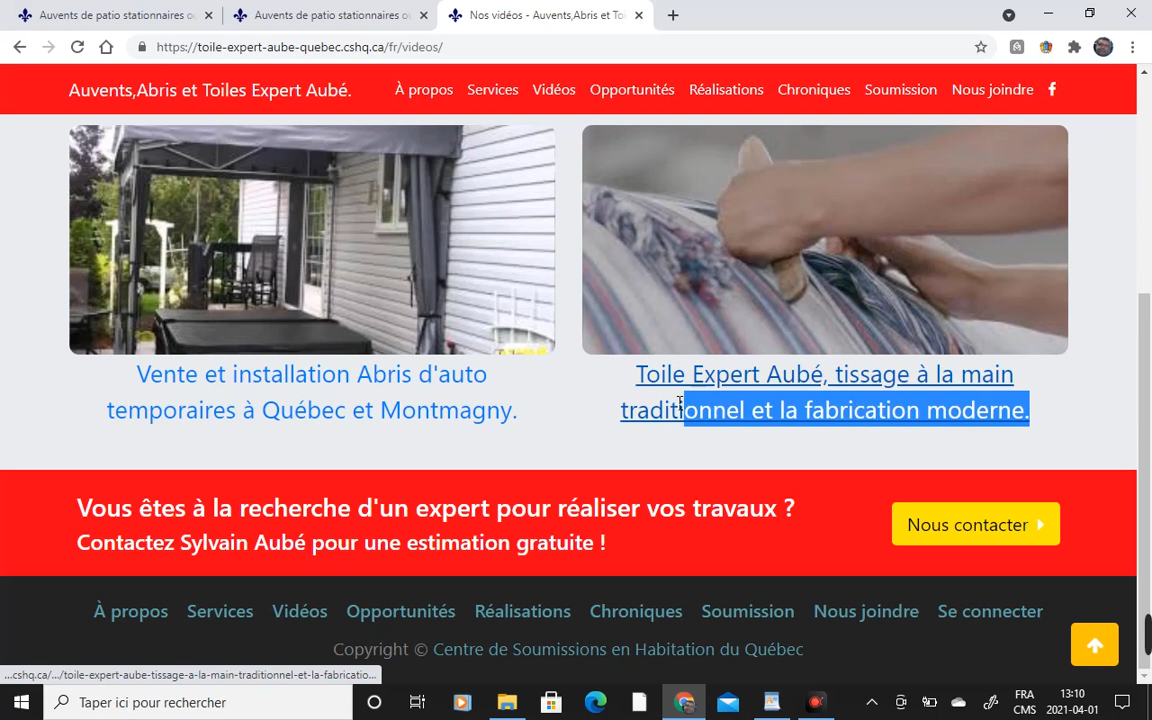 Auvents de patio stationnaires o
Auvents de patio stationnaires o
Nos vidéos - Auvents,Abris et To
https://toile-expert-aube-quebec.cshq.ca/fr/videos/
Auvents,Abris et Toiles Expert Aubé.
À propos
Services
Vidéos
Opportunités
Réalisations
Chroniques
Soumission
Nous joindre
f
Vente et installation Abris d'auto
temporaires à Québec et Montmagny.
Toile Expert Aubé, tissage à la main
traditionnel et la fabrication moderne.
Vous êtes à la recherche d'un expert pour réaliser vos travaux ?
Contactez Sylvain Aubé pour une estimation gratuite !
Nous contacter
À propos
Services
Vidéos
Opportunités
Réalisations
Chroniques
Soumission
Nous joindre
Se connecter
Copyright © Centre de Soumissions en Habitation du Québec
...cshq.ca/.../toile-expert-aube-tissage-a-la-main-traditionnel-et-la-fabricatio...
Taper ici pour rechercher
FRA
CMS
13:10
2021-04-01